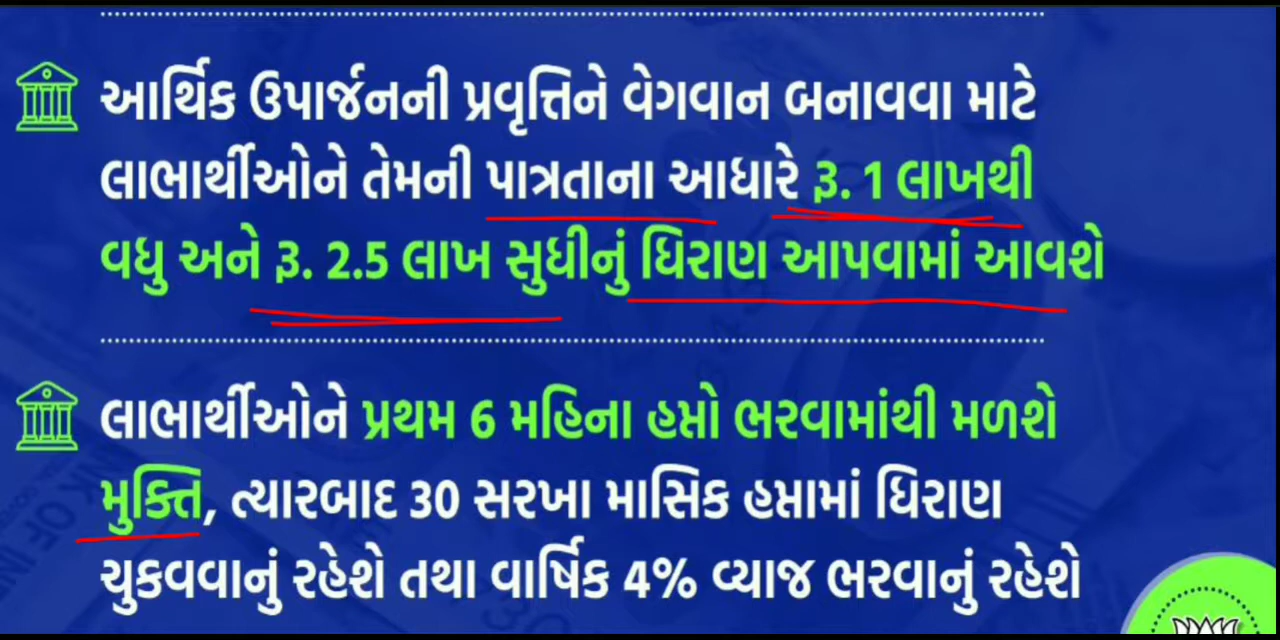 આર્થિક ઉપાર્જનની પ્રવૃત્તિને વેગવાન બનાવવા માટે
લાભાર્થીઓને તેમની પાત્રતાના આધારે રૂ. 1 લાખથી
વધુ અને રૂ. 2.5 લાખ સુધીનું ધિરાણ આપવામાં આવશે
લાભાર્થીઓને પ્રથમ 6 મહિના હપ્તો ભરવામાંથી મળશે
મુક્તિ, ત્યારબાદ 30 સરખા માસિક હપ્તામાં ધિરાણ
ચુકવવાનું રહેશે તથા વાર્ષિક 4% વ્યાજ ભરવાનું રહેશે